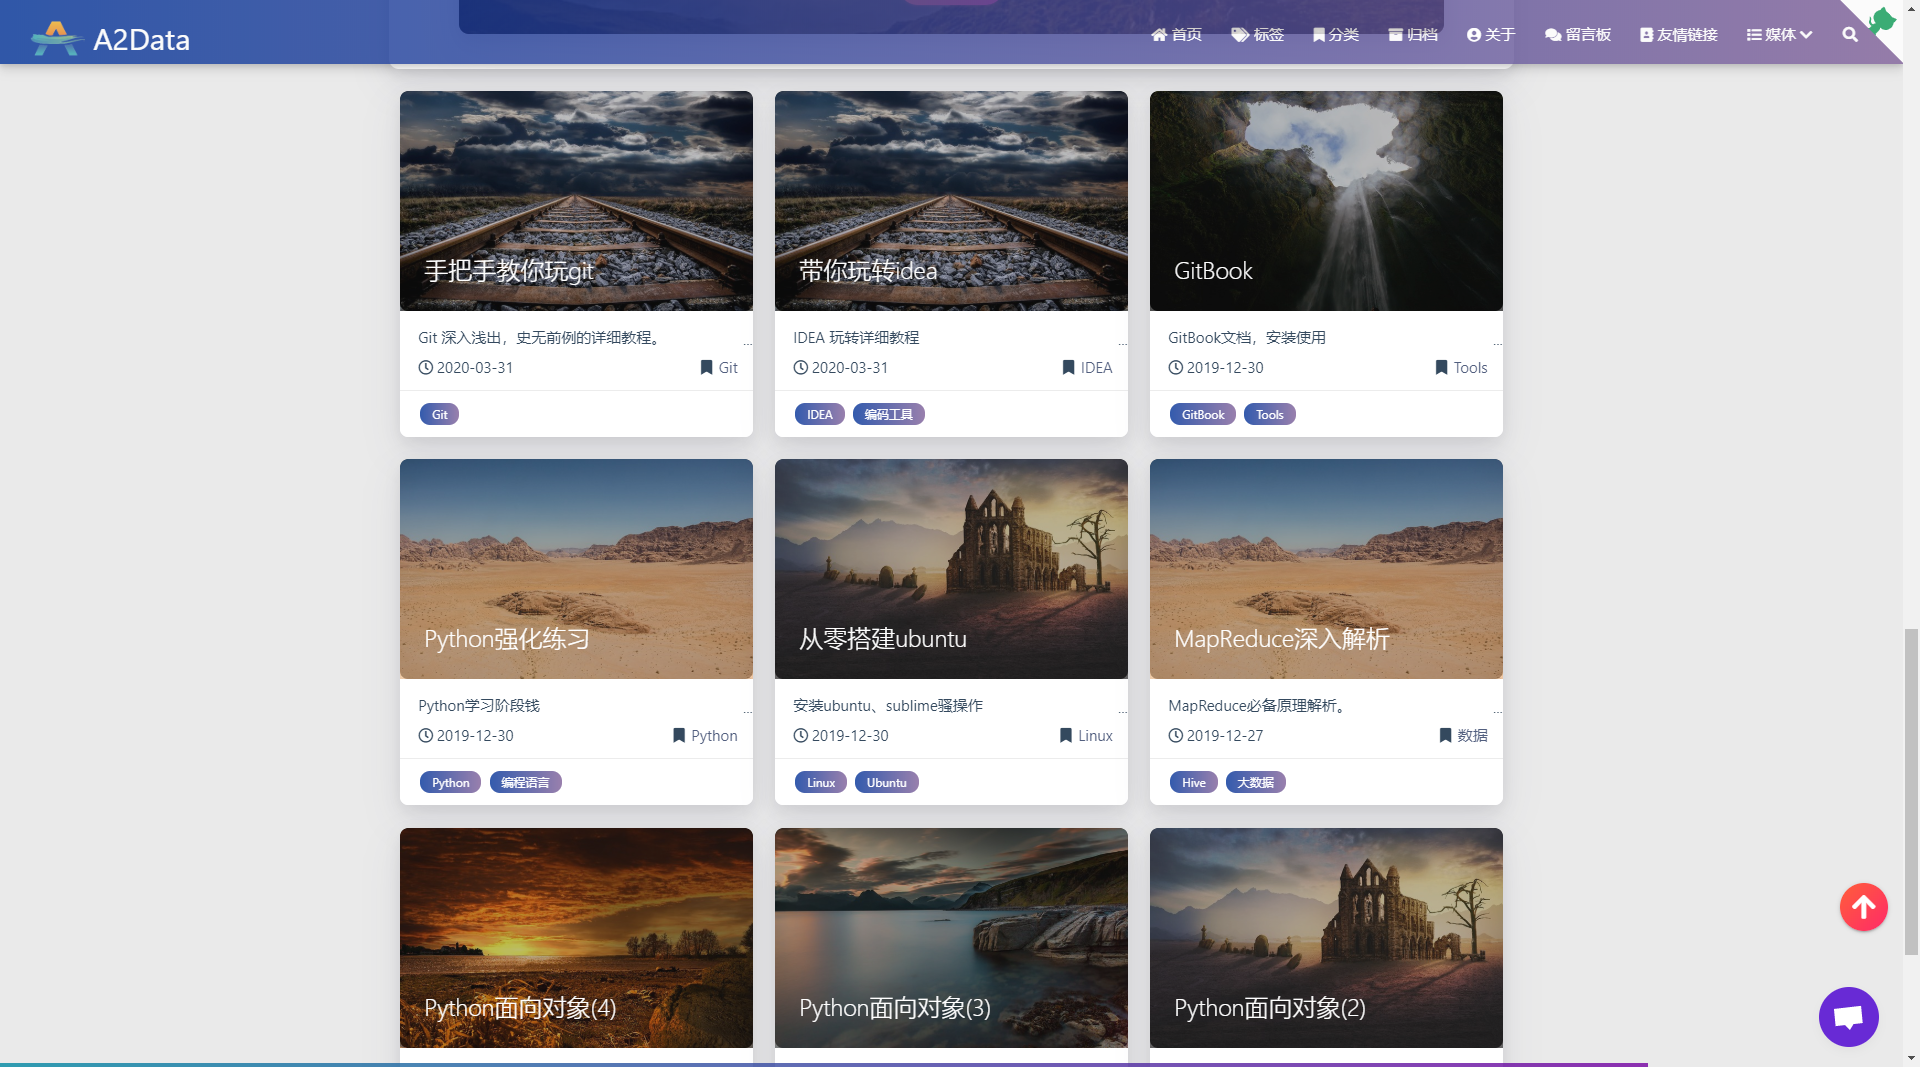 A2Data
首页 标签 分类 归档 关于 留言板 友情链接 媒体
手把手教你玩git
带你玩转idea
GitBook
Git 深入浅出，史无前例的详细教程。 ...
IDEA 玩转详细教程 ...
GitBook文档，安装使用 ...
2020-03-31 Git
2020-03-31 IDEA
2019-12-30 Tools
Git
IDEA 编码工具
GitBook Tools
Python强化练习
从零搭建ubuntu
MapReduce深入解析
Python学习阶段钱 ...
安装ubuntu、sublime骚操作 ...
MapReduce必备原理解析。 ...
2019-12-30 Python
2019-12-30 Linux
2019-12-27 数据
Python 编程语言
Linux Ubuntu
Hive 大数据
Python面向对象(4)
Python面向对象(3)
Python面向对象(2)